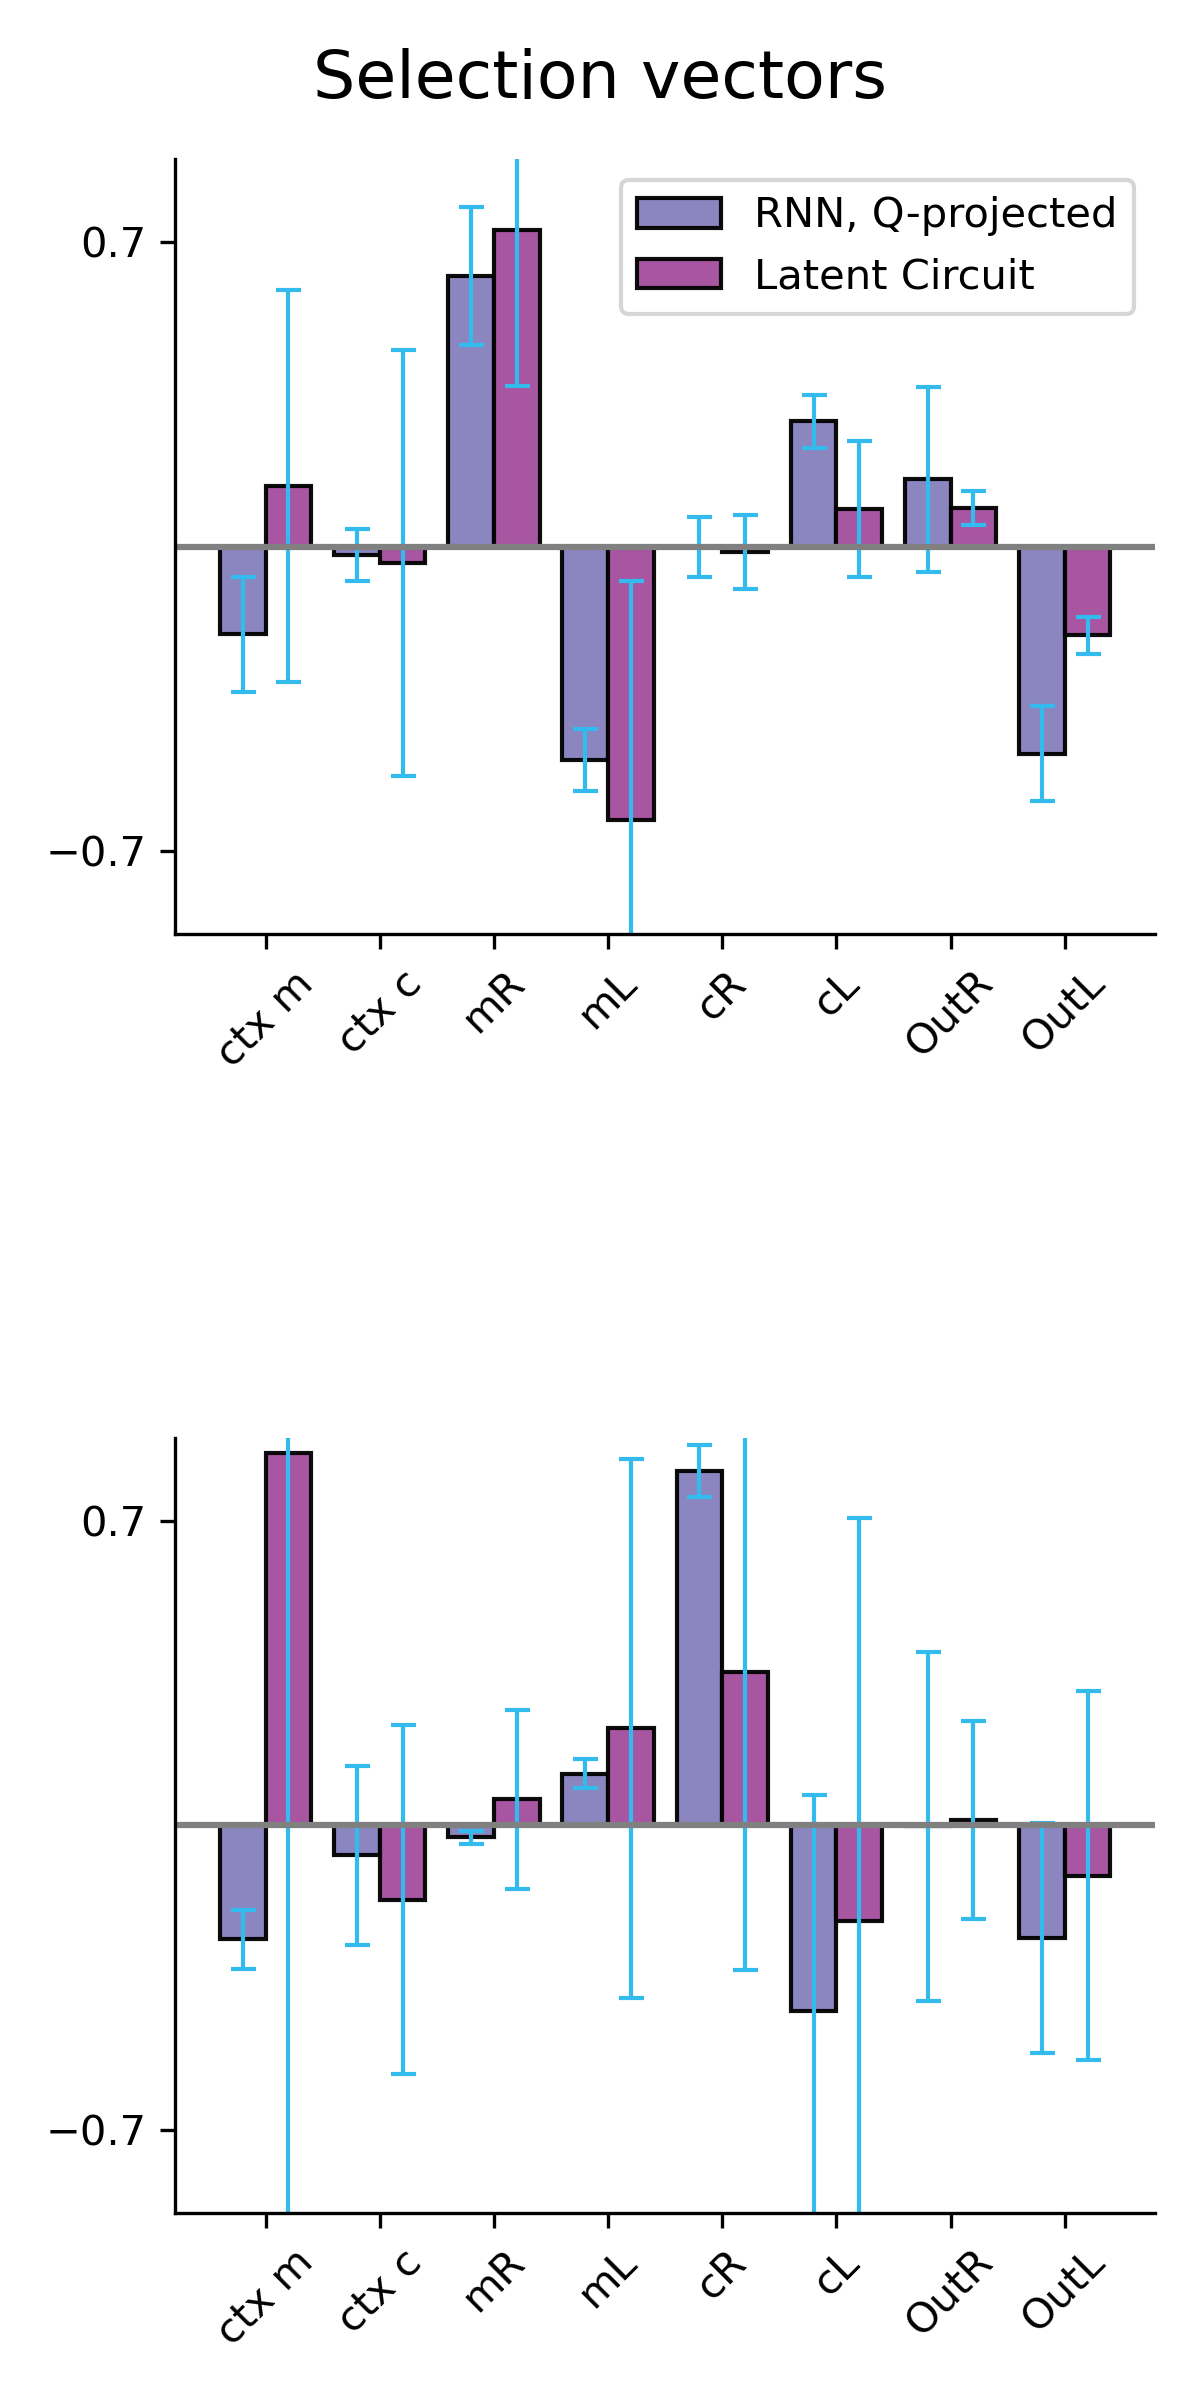 Selection vectors
0.7
−0.7
RNN, Q-projected
Latent Circuit
ctx m
ctx c
mR
mL
cR
cL
OutR
OutL
0.7
−0.7
ctx m
ctx c
mR
mL
cR
cL
OutR
OutL